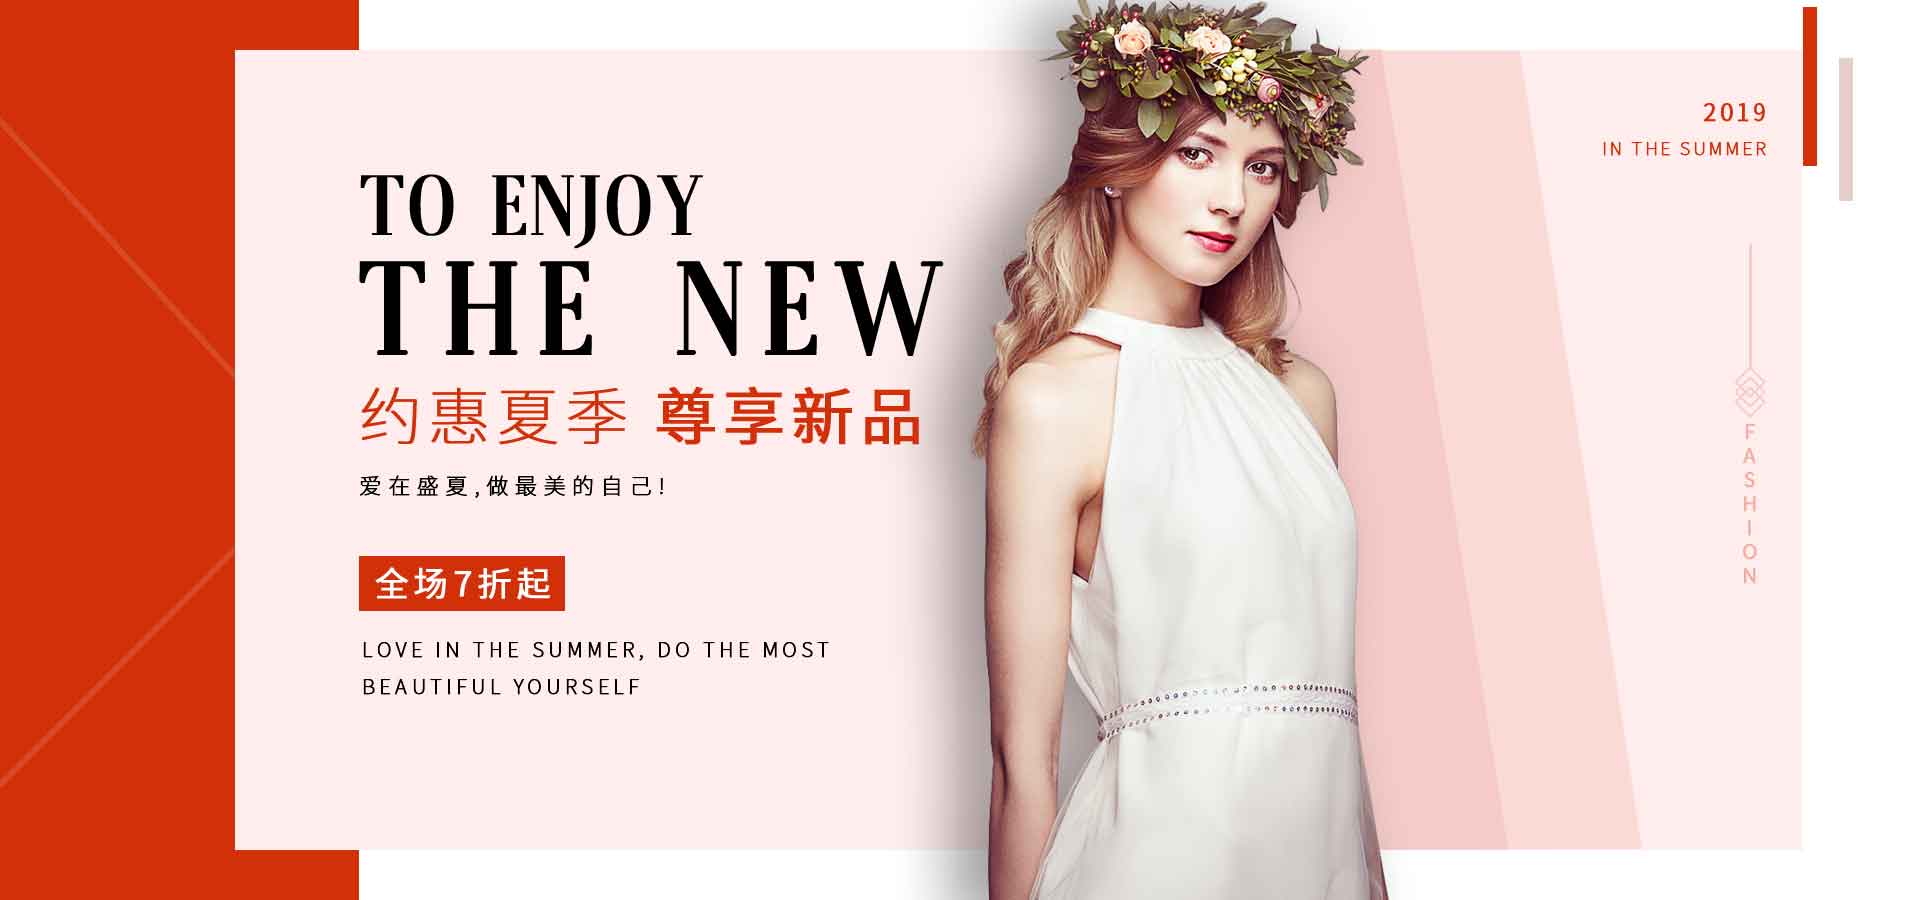 TO ENJOY
THE NEW
约惠夏季 尊享新品
爱在盛夏,做最美的自己!
全场7折起
LOVE IN THE SUMMER, DO THE MOST
BEAUTIFUL YOURSELF
2019
IN THE SUMMER
FASHION